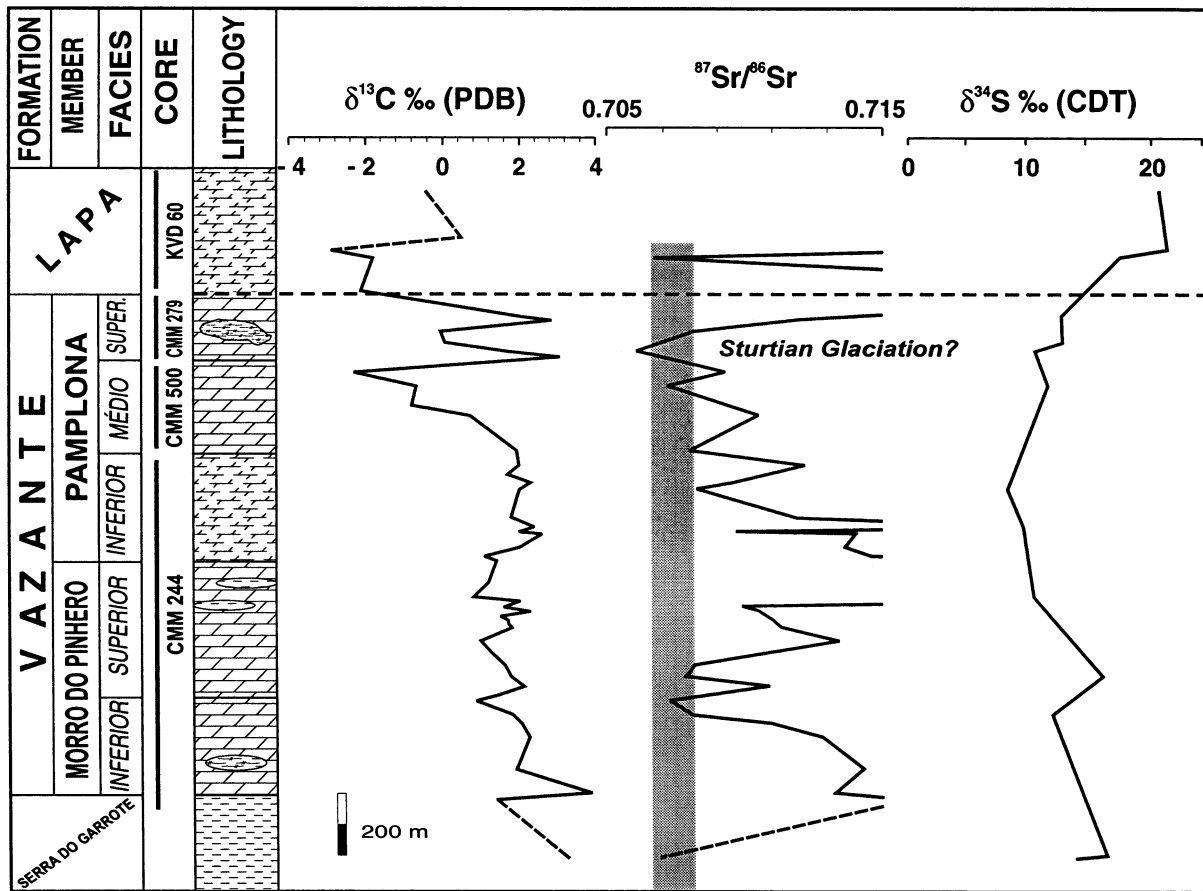 FORMATION
MEMBER
FACIES
CORE
LITHOLOGY
δ13C ‰ (PDB)
-4 -2 0 2 4
87Sr/86Sr
0.705 0.715
δ34S ‰ (CDT)
0 10 20
LAPA
KVD 60
VAZANTE
PAMPLONA
SUPER.
CMM 279
Sturtian Glaciation?
MÉDIO
CMM 500
INFERIOR
CMM 244
MORRO DO PINHERO
SUPERIOR
INFERIOR
200 m
SERRA DO GARROTE